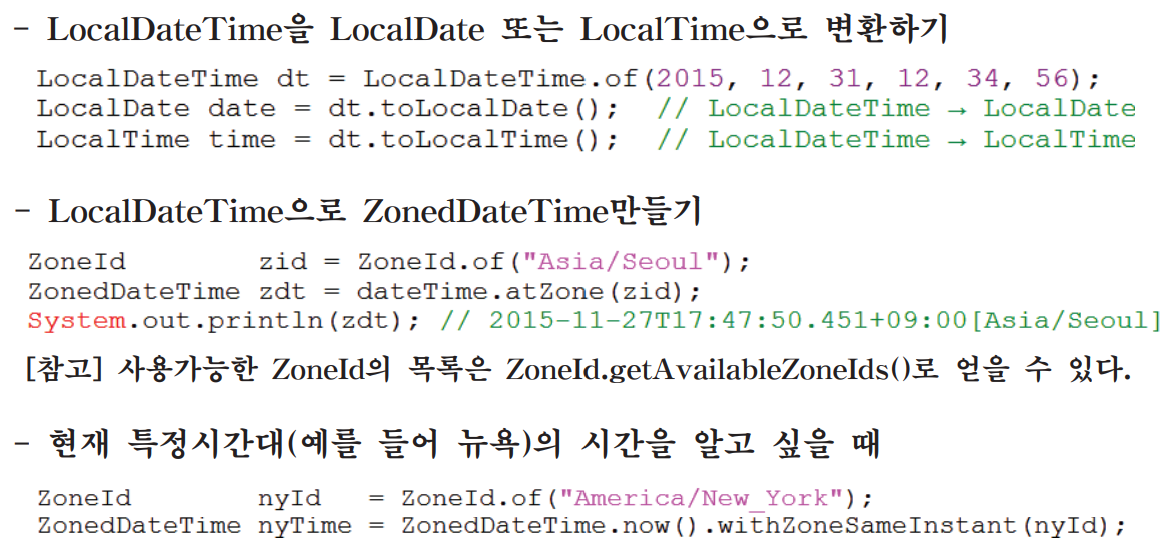 - LocalDateTime을 LocalDate 또는 LocalTime으로 변환하기
LocalDateTime dt = LocalDateTime.of(2015, 12, 31, 12, 34, 56);
LocalDate date = dt.toLocalDate();  // LocalDateTime → LocalDate
LocalTime time = dt.toLocalTime();  // LocalDateTime → LocalTime
- LocalDateTime으로 ZonedDateTime만들기
ZoneId        zid = ZoneId.of("Asia/Seoul");
ZonedDateTime zdt = dateTime.atZone(zid);
System.out.println(zdt); // 2015-11-27T17:47:50.451+09:00[Asia/Seoul]
[참고] 사용가능한 ZoneId의 목록은 ZoneId.getAvailableZoneIds()로 얻을 수 있다.
- 현재 특정시간대(예를 들어 뉴욕)의 시간을 알고 싶을 때
ZoneId        nyId   = ZoneId.of("America/New_York");
ZonedDateTime nyTime = ZonedDateTime.now().withZoneSameInstant(nyId);